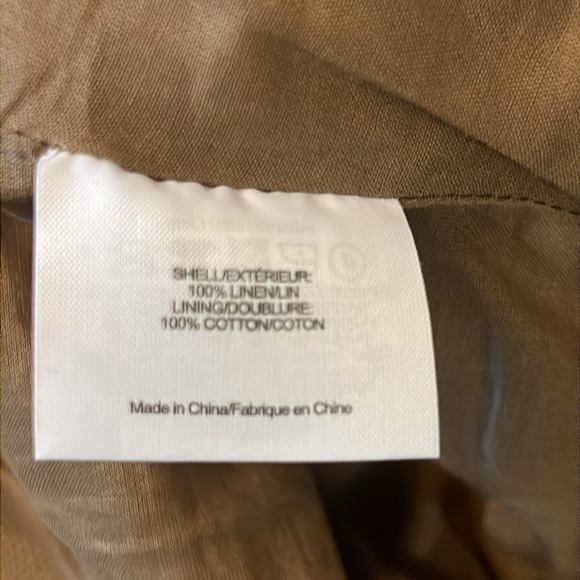 SHELL/EXTÉRIEUR:
100% LINEN/LIN
LINING/DOUBLURE:
100% COTTON/COTON
Made in China/Fabrique en Chine